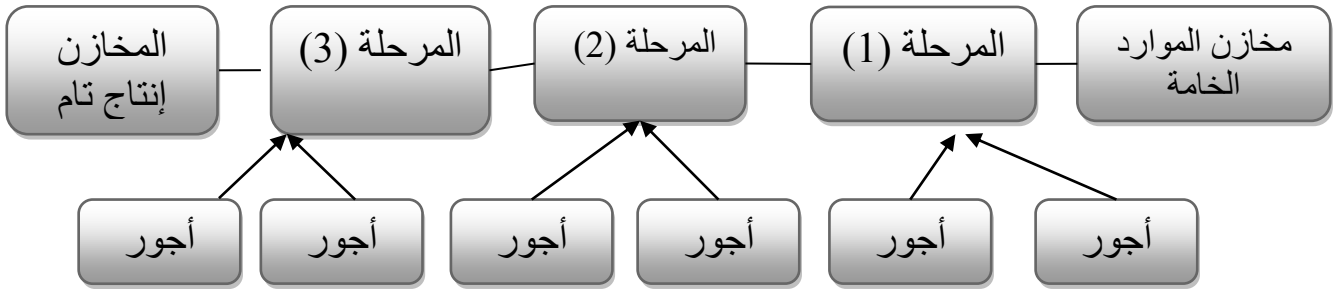 مخازن الموارد
الخامة
المرحلة (1)
المرحلة (2)
المرحلة (3)
المخازن
إنتاج تام
أجور
أجور
أجور
أجور
أجور
أجور